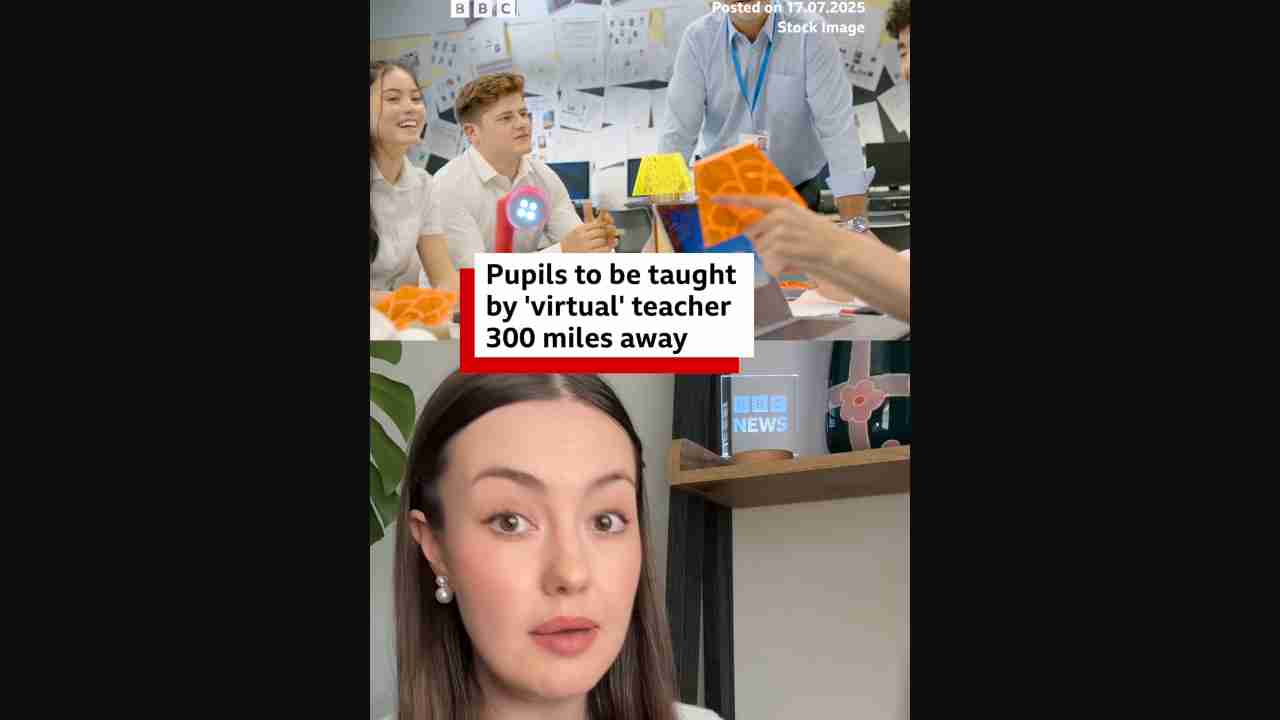 BBC
Posted on 17.07.2025
Stock Image
Pupils to be taught
by 'virtual' teacher
300 miles away
BBC
NEWS